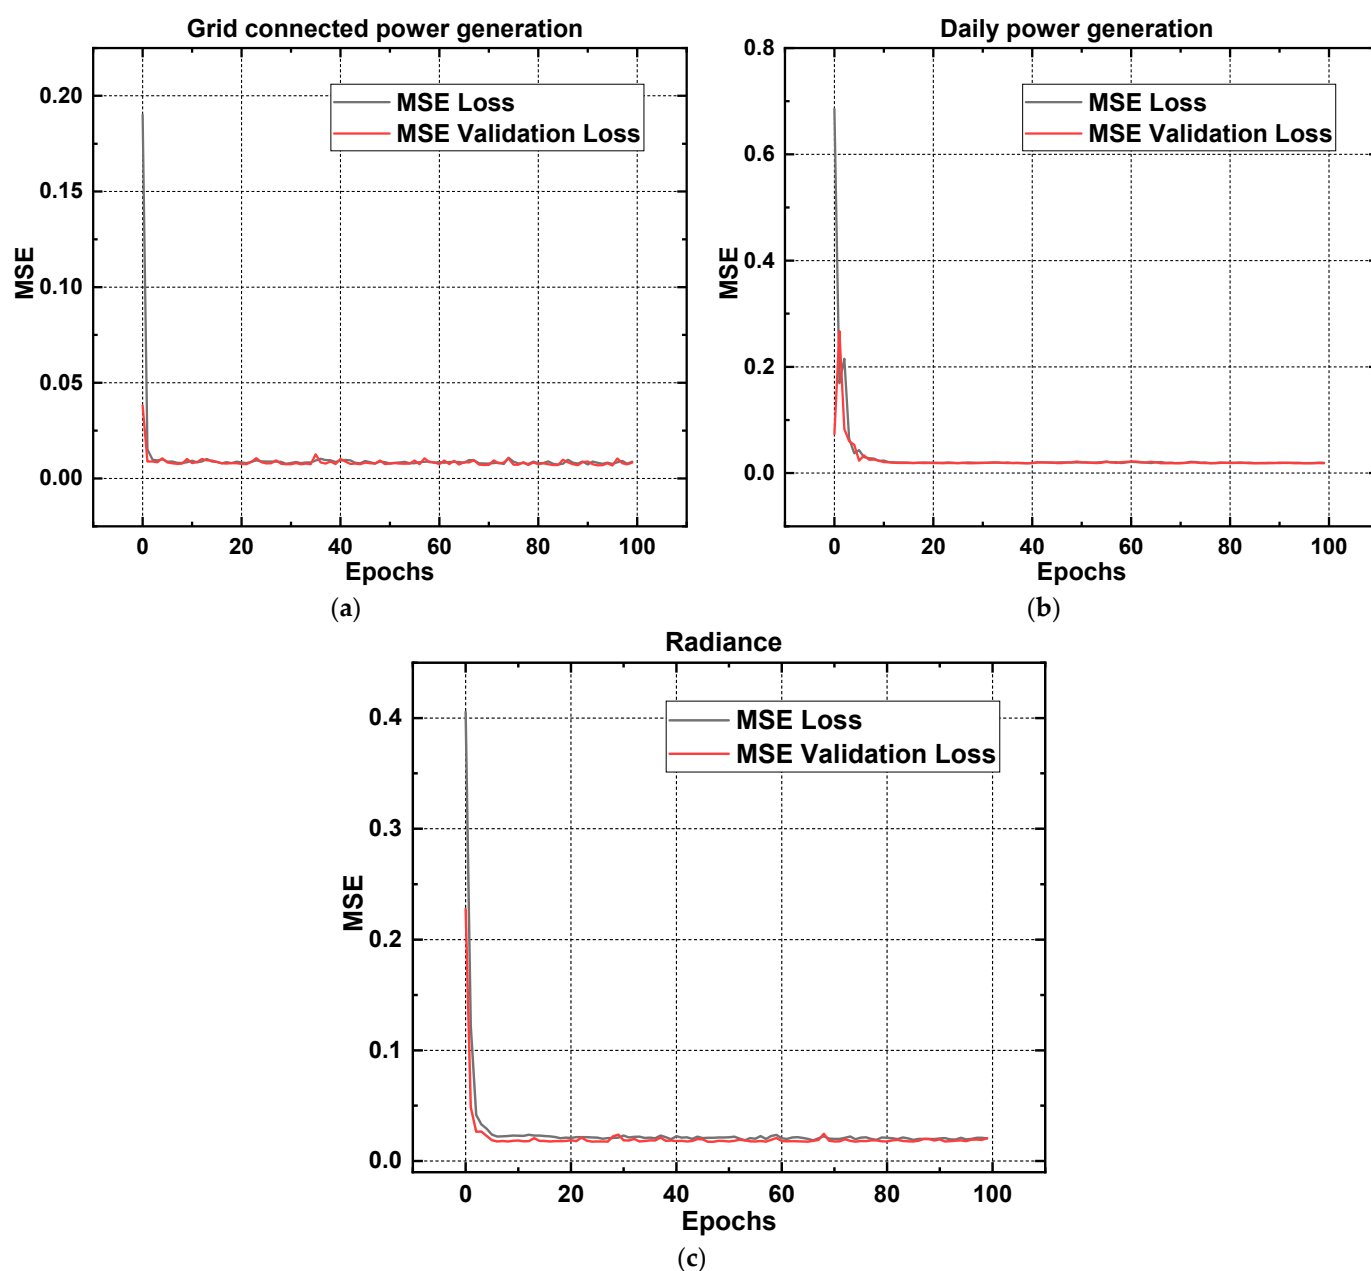 Grid connected power generation
MSE Loss
MSE Validation Loss
0.20
0.15
0.10
0.05
0.00
MSE
0 20 40 60 80 100
Epochs
(a)
Daily power generation
MSE Loss
MSE Validation Loss
0.8
0.6
0.4
0.2
0.0
MSE
0 20 40 60 80 100
Epochs
(b)
Radiance
MSE Loss
MSE Validation Loss
0.4
0.3
0.2
0.1
0.0
MSE
0 20 40 60 80 100
Epochs
(c)